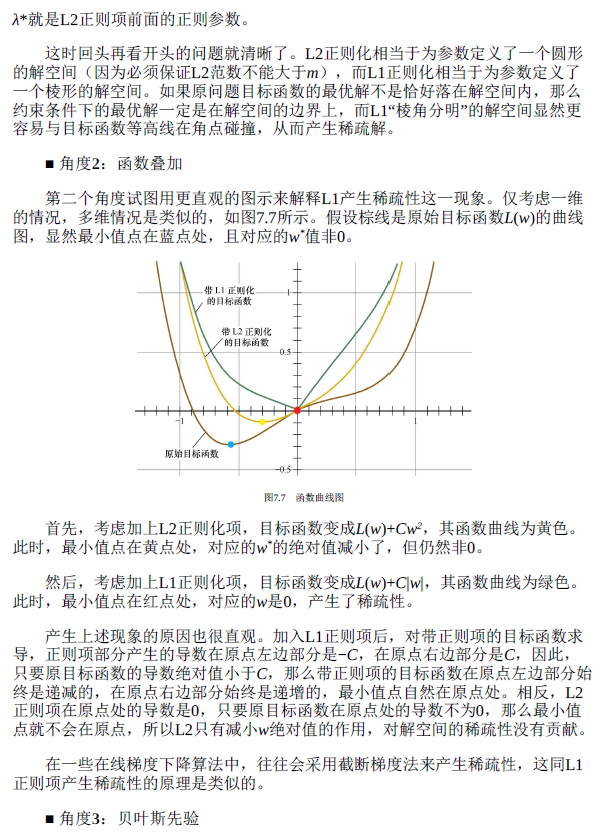 λ*就是L2正则项前面的正则参数。
这时回头再看开头的问题就清晰了。L2正则化相当于为参数定义了一个圆形
的解空间（因为必须保证L2范数不能大于m），而L1正则化相当于为参数定义了
一个棱形的解空间。如果原问题目标函数的最优解不是恰好落在解空间内，那么
约束条件下的最优解一定是在解空间的边界上，而L1“棱角分明”的解空间显然更
容易与目标函数等高线在角点碰撞，从而产生稀疏解。
■ 角度2：函数叠加
第二个角度试图用更直观的图示来解释L1产生稀疏性这一现象。仅考虑一维
的情况，多维情况是类似的，如图7.7所示。假设棕线是原始目标函数L(w)的曲线
图，显然最小值点在蓝点处，且对应的w*值非0。
带 L1 正则化
的目标函数
1
带 L2 正则化
的目标函数
0.5
−1
1
原始目标函数
−0.5
图7.7 函数曲线图
首先，考虑加上L2正则化项，目标函数变成L(w)+Cw²，其函数曲线为黄色。
此时，最小值点在黄点处，对应的w*的绝对值减小了，但仍然非0。
然后，考虑加上L1正则化项，目标函数变成L(w)+C|w|，其函数曲线为绿色。
此时，最小值点在红点处，对应的w是0，产生了稀疏性。
产生上述现象的原因也很直观。加入L1正则项后，对带正则项的目标函数求
导，正则项部分产生的导数在原点左边部分是−C，在原点右边部分是C，因此，
只要原目标函数的导数绝对值小于C，那么带正则项的目标函数在原点左边部分始
终是递减的，在原点右边部分始终是递增的，最小值点自然在原点处。相反，L2
正则项在原点处的导数是0，只要原目标函数在原点处的导数不为0，那么最小值
点就不会在原点，所以L2只有减小w绝对值的作用，对解空间的稀疏性没有贡献。
在一些在线梯度下降算法中，往往会采用截断梯度法来产生稀疏性，这同L1
正则项产生稀疏性的原理是类似的。
■ 角度3：贝叶斯先验